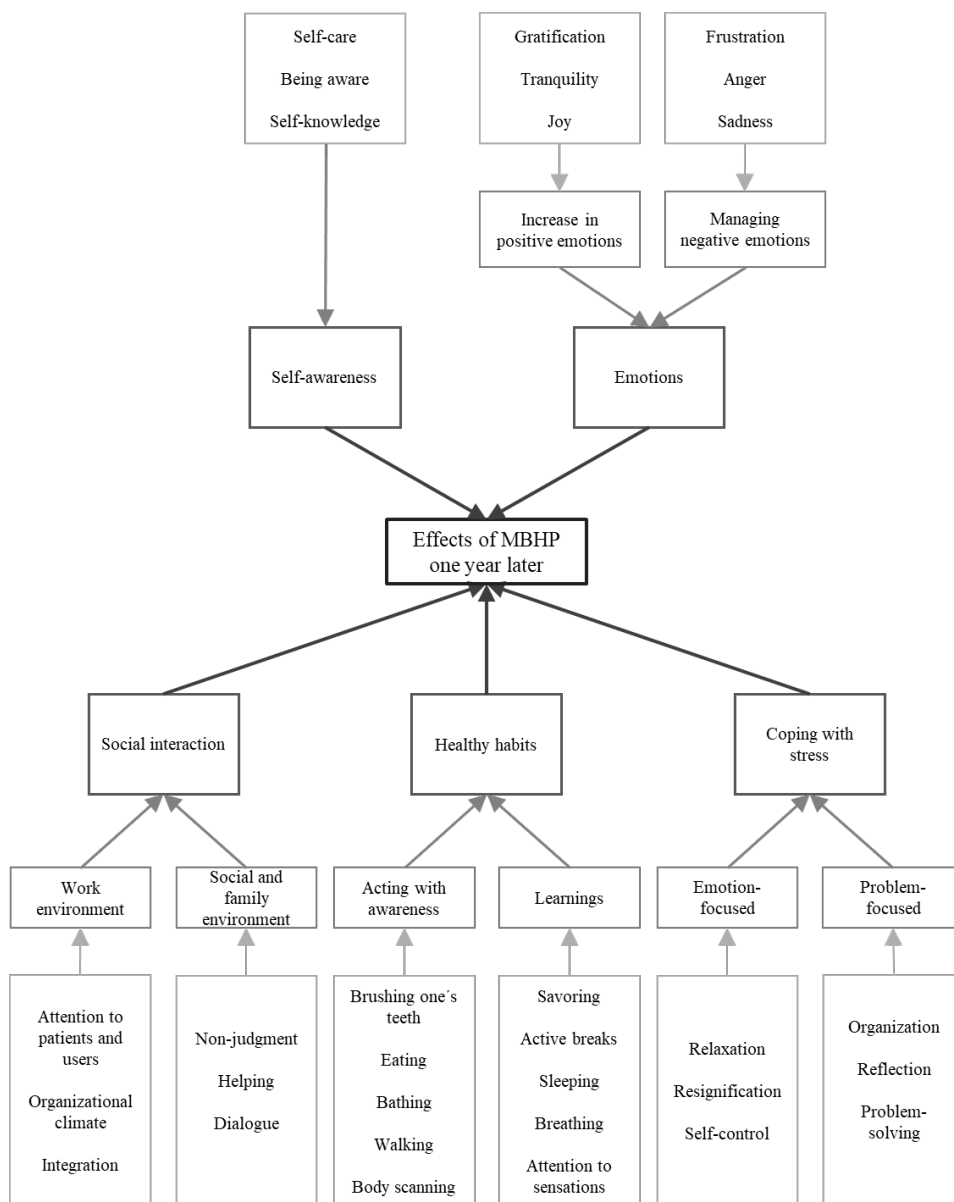 Self-care
Being aware
Self-knowledge
Gratification
Tranquility
Joy
Frustration
Anger
Sadness
Increase in
positive emotions
Managing
negative emotions
Self-awareness
Emotions
Effects of MBHP
one year later
Social interaction
Healthy habits
Coping with
stress
Work
environment
Social and
family
environment
Acting with
awareness
Learnings
Emotion-
focused
Problem-
focused
Attention to
patients and
users
Organizational
climate
Integration
Non-judgment
Helping
Dialogue
Brushing one´s
teeth
Eating
Bathing
Walking
Body scanning
Savoring
Active breaks
Sleeping
Breathing
Attention to
sensations
Relaxation
Resignification
Self-control
Organization
Reflection
Problem-
solving